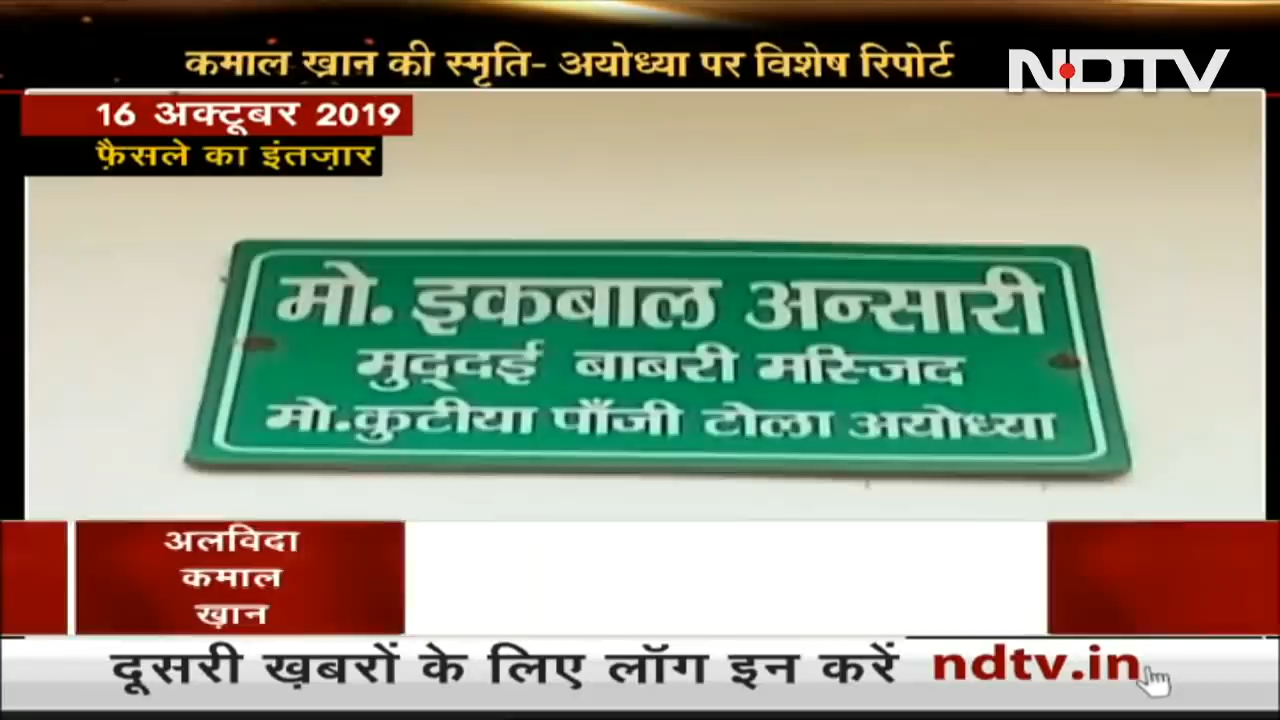 कमाल ख़ान की स्मृति- अयोध्या पर विशेष रिपोर्ट
NDTV
16 अक्टूबर 2019
फ़ैसले का इंतज़ार
मो. इकबाल अन्सारी
मुद्दई बाबरी मस्जिद
मो.कुटीया पाँजी टोला अयोध्या
अलविदा
कमाल
ख़ान
दूसरी ख़बरों के लिए लॉग इन करें ndtv.in